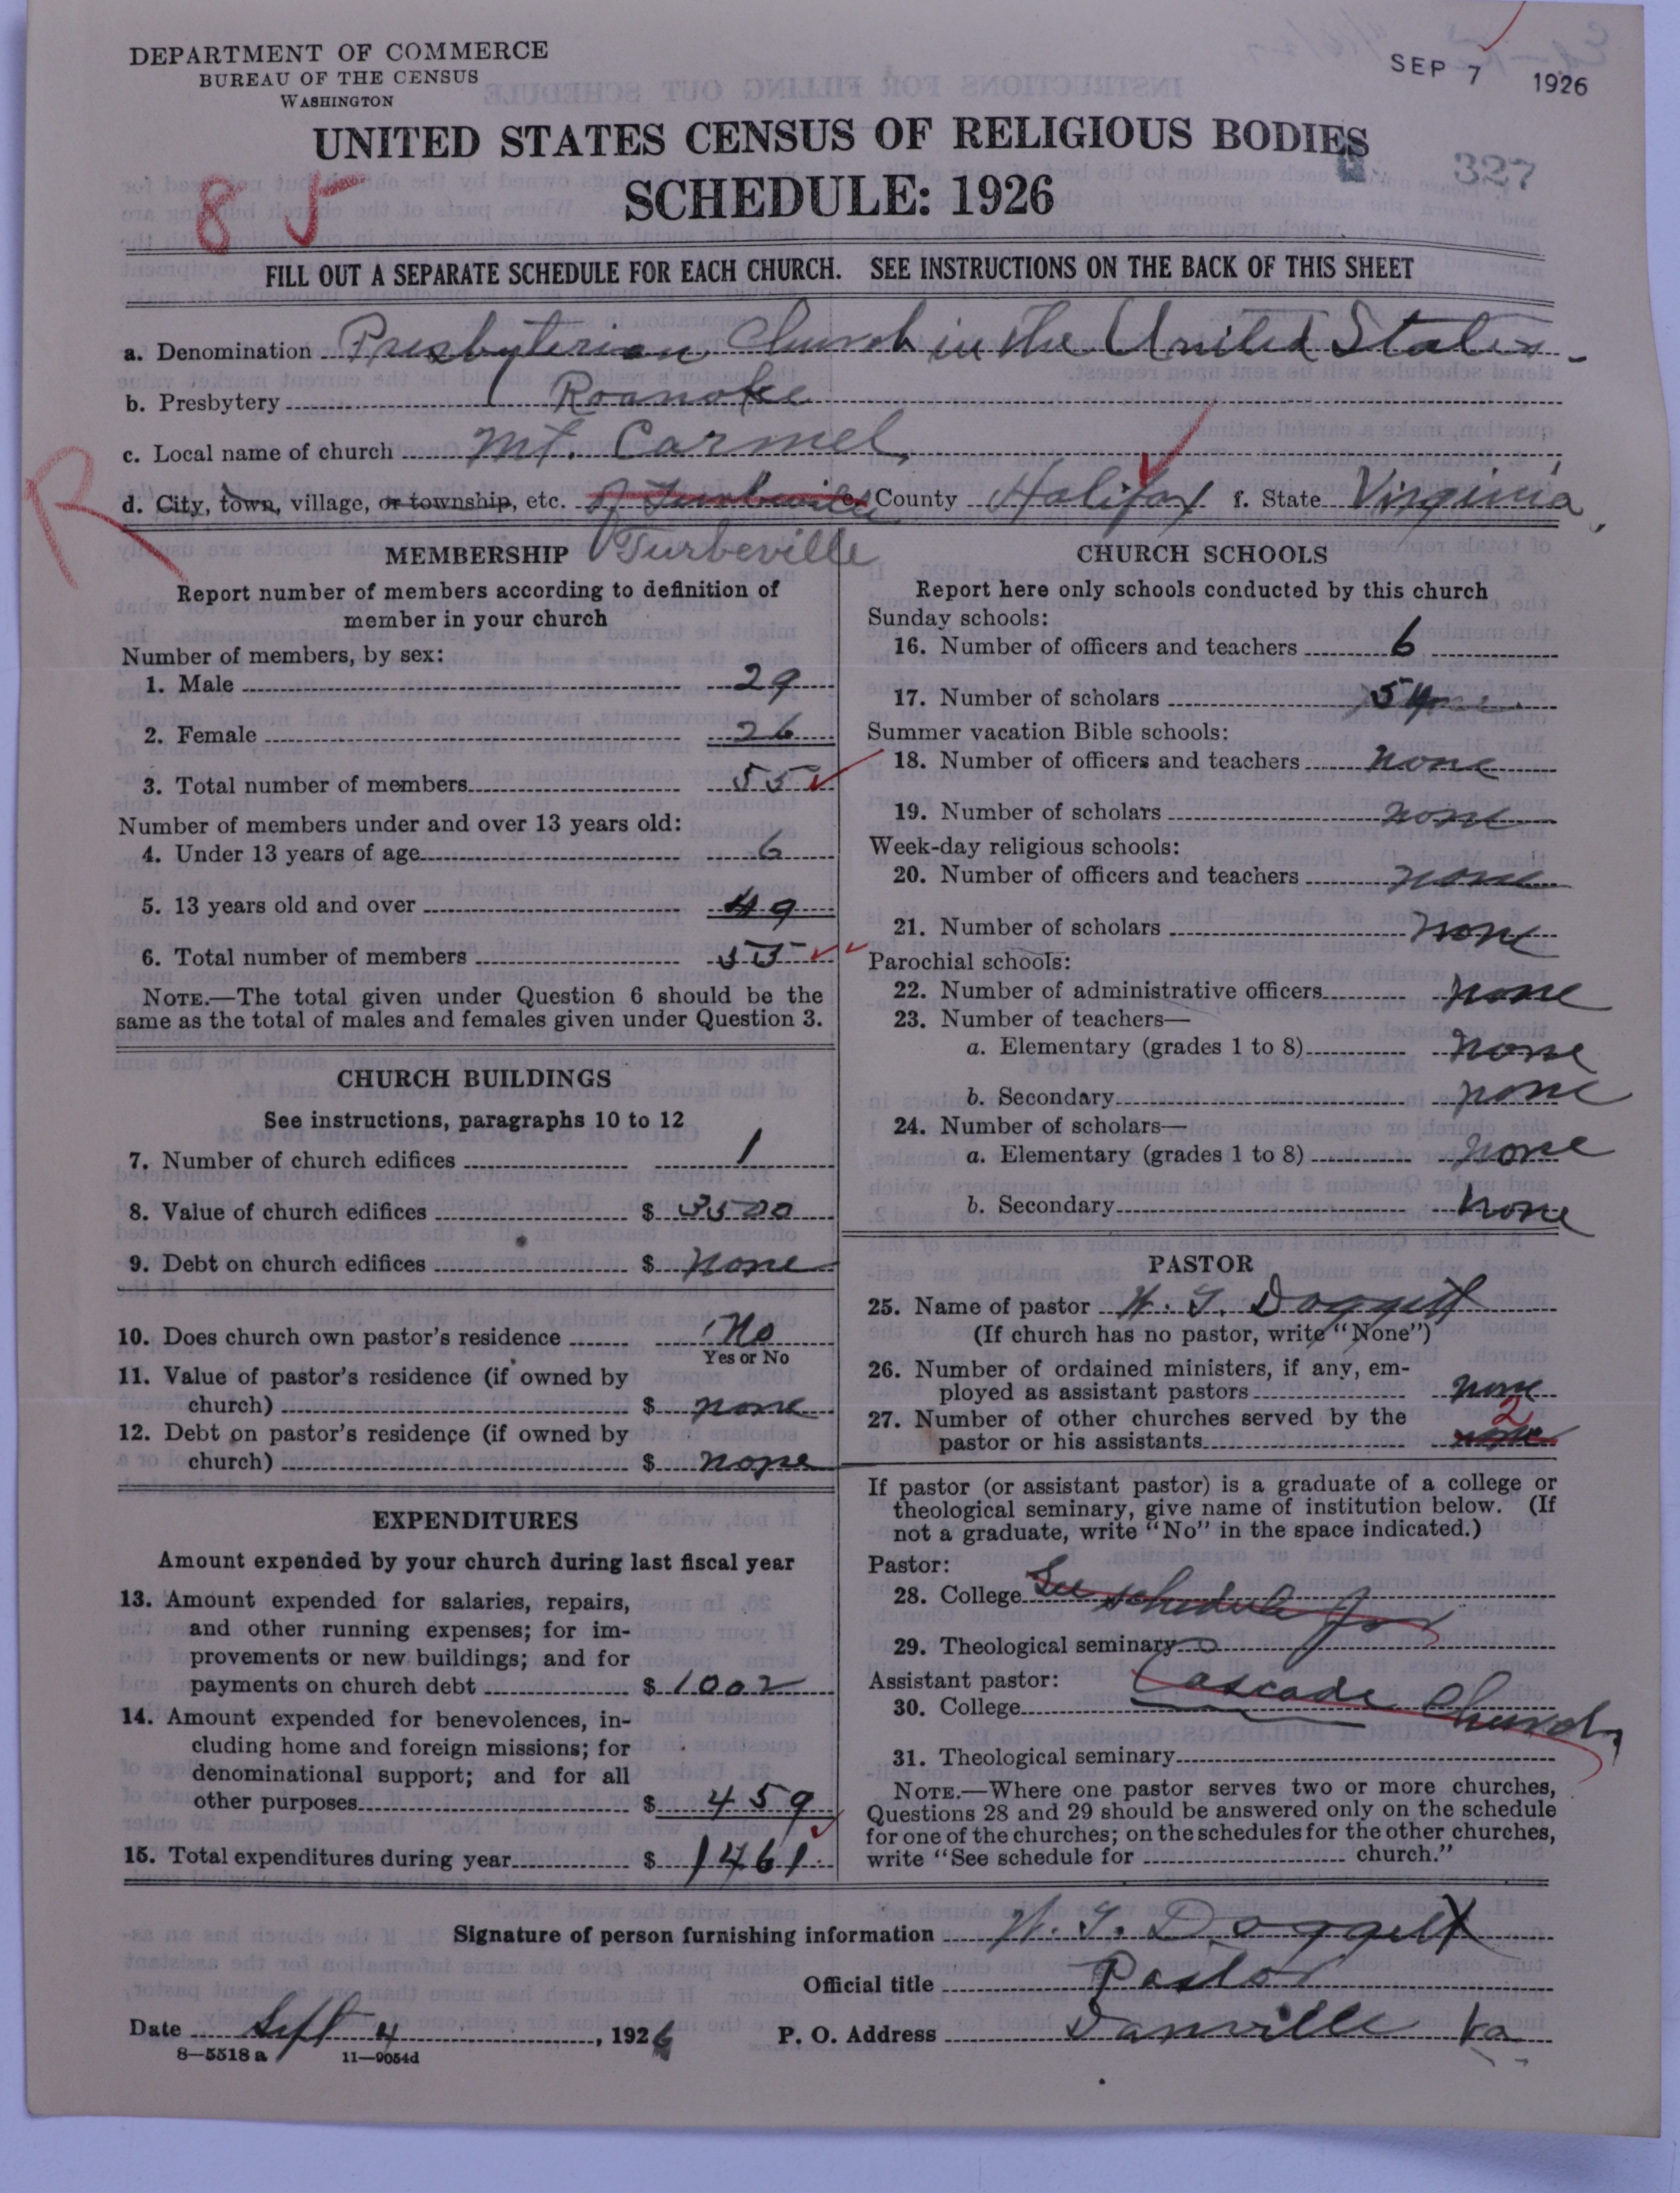 DEPARTMENT OF COMMERCE
BUREAU OF THE CENSUS
WASHINGTON
SEP 7 1926
UNITED STATES CENSUS OF RELIGIOUS BODIES
327
8 5
SCHEDULE: 1926
FILL OUT A SEPARATE SCHEDULE FOR EACH CHURCH. SEE INSTRUCTIONS ON THE BACK OF THIS SHEET
a. Denomination Presbyterian Church in the United States
b. Presbytery Roanoke
c. Local name of church Mt. Carmel
R
d. City, town, village, or township, etc. Turbeville e. County Halifax f. State Virginia
Turbeville
MEMBERSHIP
Report number of members according to definition of
member in your church
Number of members, by sex:
1. Male 29
2. Female 26
3. Total number of members 55
Number of members under and over 13 years old:
4. Under 13 years of age 6
5. 13 years old and over 49
6. Total number of members 55
NOTE.—The total given under Question 6 should be the
same as the total of males and females given under Question 3.
CHURCH BUILDINGS
See instructions, paragraphs 10 to 12
7. Number of church edifices 1
8. Value of church edifices $ 3500
9. Debt on church edifices $ none
10. Does church own pastor's residence No
Yes or No
11. Value of pastor's residence (if owned by
church) $ none
12. Debt on pastor's residence (if owned by
church) $ none
EXPENDITURES
Amount expended by your church during last fiscal year
13. Amount expended for salaries, repairs,
and other running expenses; for im-
provements or new buildings; and for
payments on church debt $ 1002
14. Amount expended for benevolences, in-
cluding home and foreign missions; for
denominational support; and for all
other purposes $ 459
15. Total expenditures during year $ 1461
CHURCH SCHOOLS
Report here only schools conducted by this church
Sunday schools:
16. Number of officers and teachers 6
17. Number of scholars 54
Summer vacation Bible schools:
18. Number of officers and teachers none
19. Number of scholars none
Week-day religious schools:
20. Number of officers and teachers none
21. Number of scholars none
Parochial schools:
22. Number of administrative officers none
23. Number of teachers—
a. Elementary (grades 1 to 8) none
b. Secondary none
24. Number of scholars—
a. Elementary (grades 1 to 8) none
b. Secondary none
PASTOR
25. Name of pastor W. T. Doggett
(If church has no pastor, write "None")
26. Number of ordained ministers, if any, em-
ployed as assistant pastors none
27. Number of other churches served by the 2
pastor or his assistants none
If pastor (or assistant pastor) is a graduate of a college or
theological seminary, give name of institution below. (If
not a graduate, write "No" in the space indicated.)
Pastor:
28. College See schedule for
29. Theological seminary
Assistant pastor: Cascade Church
30. College
31. Theological seminary
NOTE.—Where one pastor serves two or more churches,
Questions 28 and 29 should be answered only on the schedule
for one of the churches; on the schedules for the other churches,
write "See schedule for church."
Signature of person furnishing information W. T. Doggett
Official title Pastor
Date Sept 4, 1926 P. O. Address Danville Va
8—5518 a 11—9054d